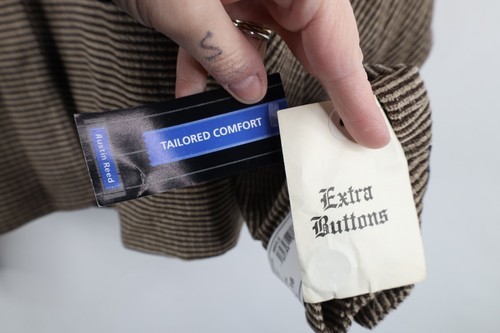 Austin Reed
TAILORED COMFORT
Extra
Buttons